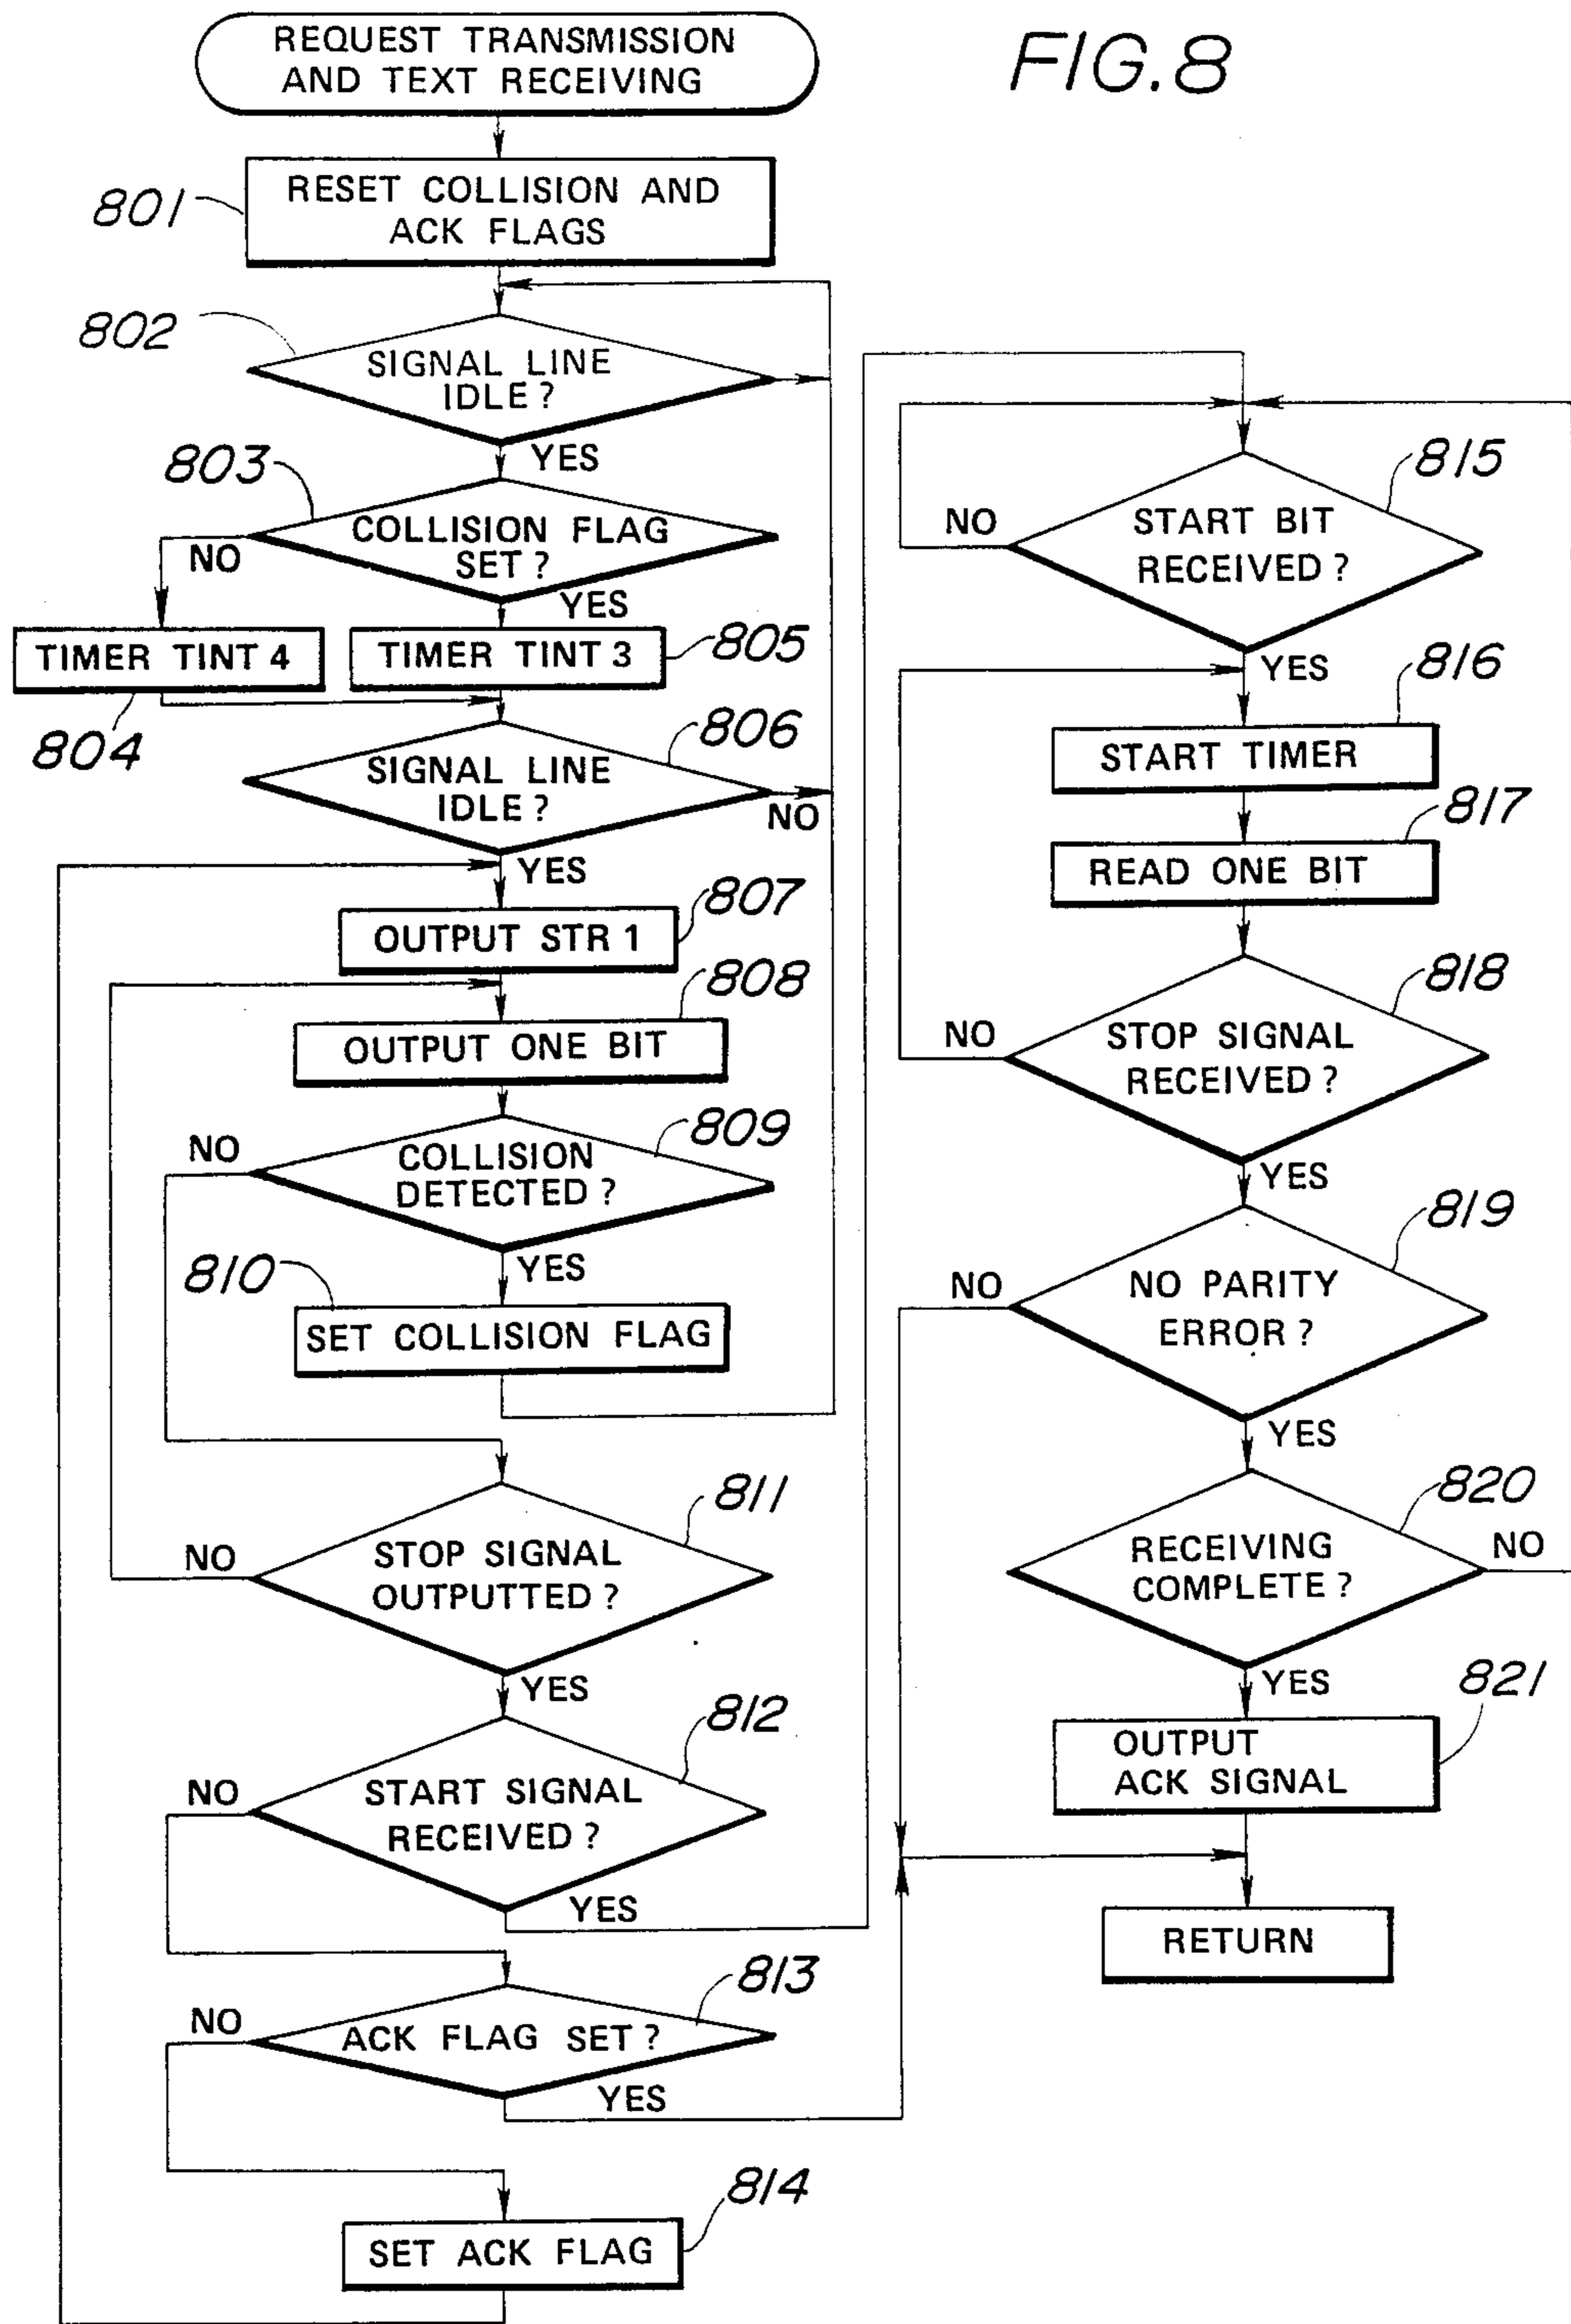 REQUEST TRANSMISSION
AND TEXT RECEIVING
FIG.8
801
RESET COLLISION AND
ACK FLAGS
802
SIGNAL LINE
IDLE ?
YES
803
COLLISION FLAG
SET ?
NO
YES
TIMER TINT 4
TIMER TINT 3
805
804
806
SIGNAL LINE
IDLE ?
NO
YES
807
OUTPUT STR 1
808
OUTPUT ONE BIT
809
NO
COLLISION
DETECTED ?
YES
810
SET COLLISION FLAG
811
NO
STOP SIGNAL
OUTPUTTED ?
YES
812
NO
START SIGNAL
RECEIVED ?
YES
813
NO
ACK FLAG SET ?
YES
814
SET ACK FLAG
815
NO
START BIT
RECEIVED ?
YES
816
START TIMER
817
READ ONE BIT
818
NO
STOP SIGNAL
RECEIVED ?
YES
819
NO
NO PARITY
ERROR ?
YES
820
RECEIVING
COMPLETE ?
NO
YES
821
OUTPUT
ACK SIGNAL
RETURN